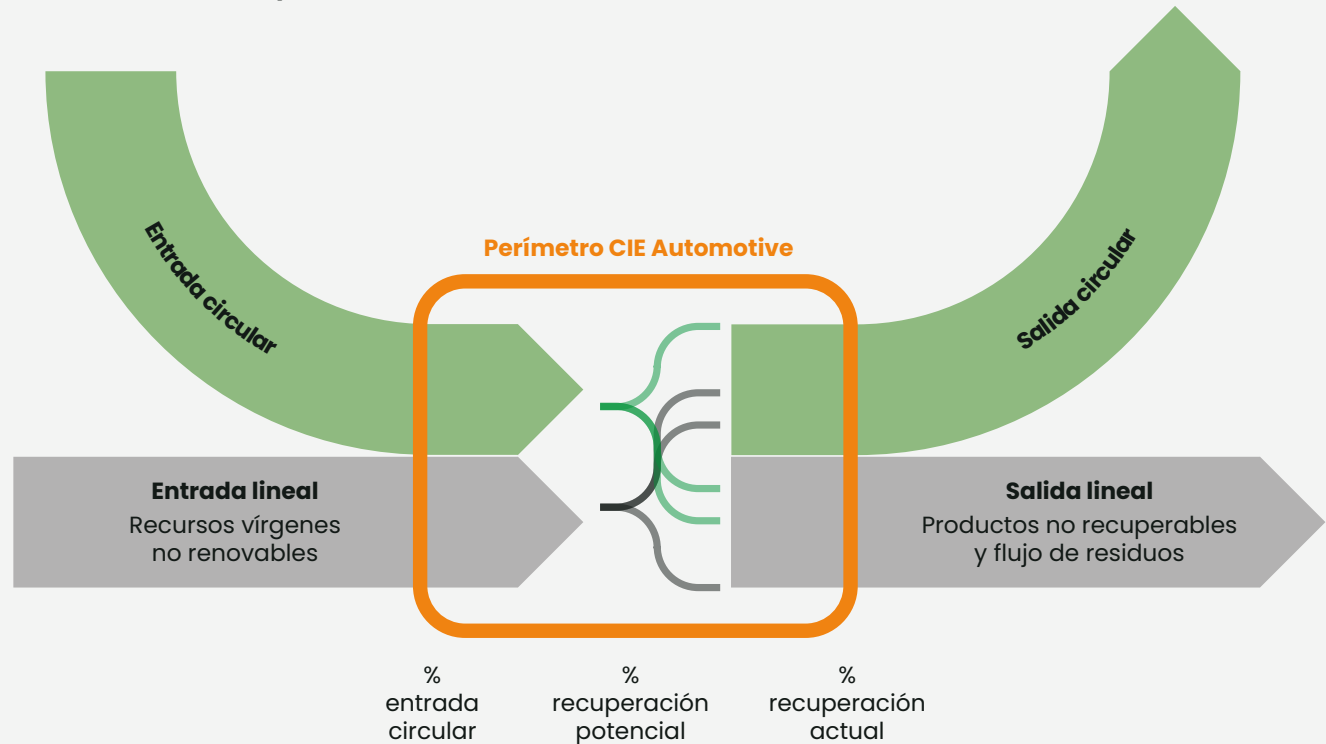 Entrada circular
Perímetro CIE Automotive
Salida circular
Entrada lineal
Recursos vírgenes
no renovables
Salida lineal
Productos no recuperables
y flujo de residuos
%
entrada
circular
%
recuperación
potencial
%
recuperación
actual